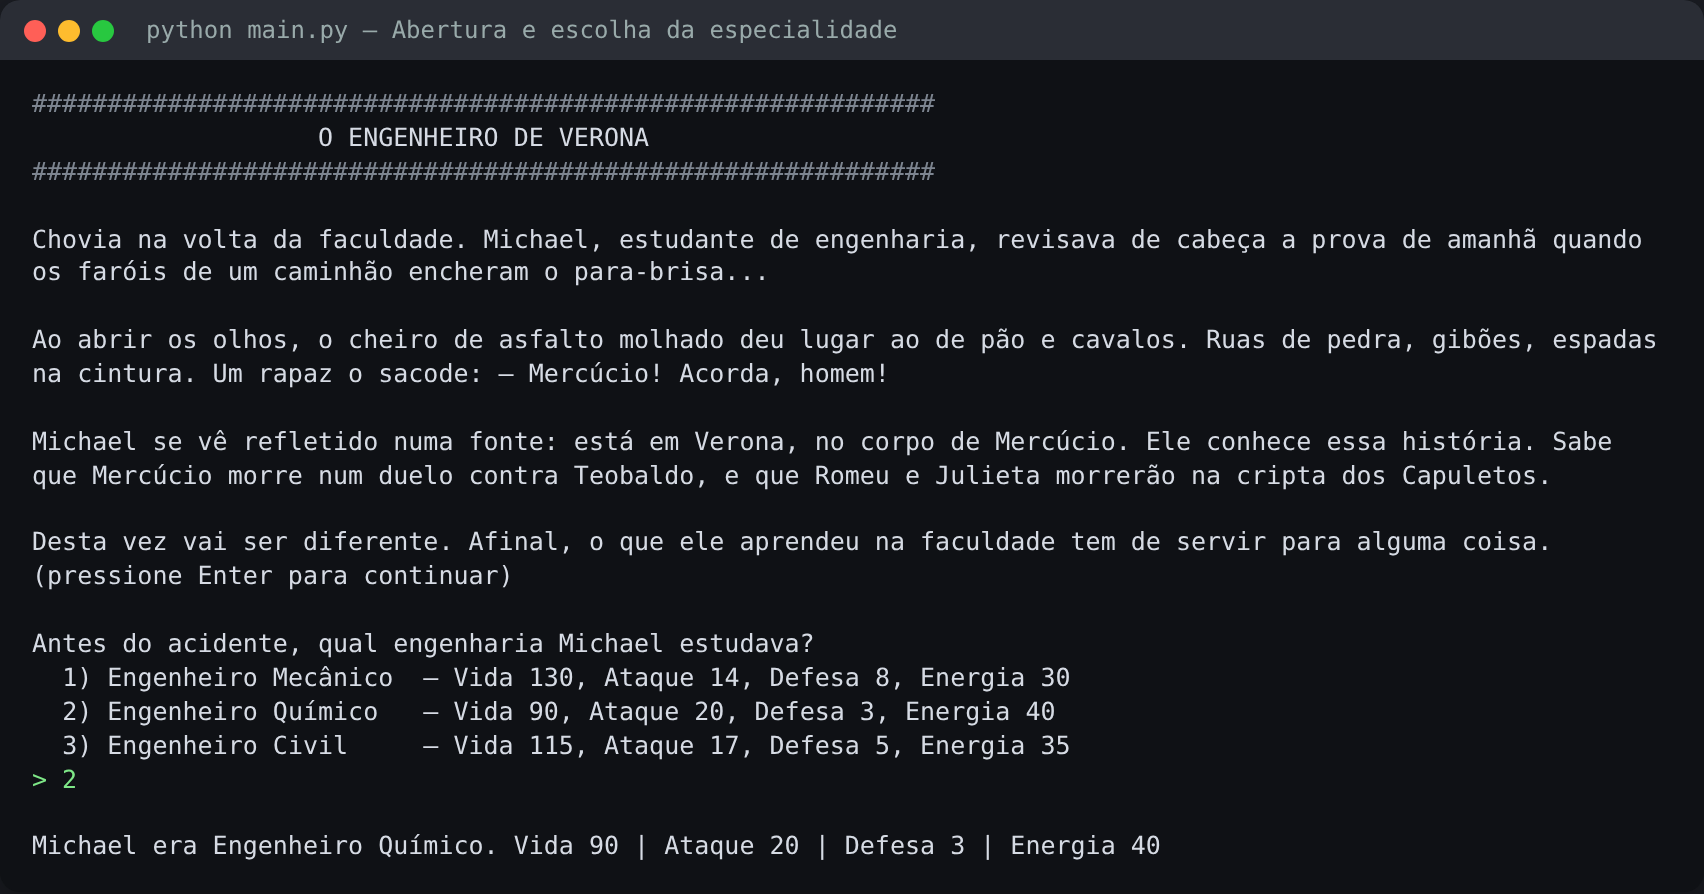 python main.py — Abertura e escolha da especialidade
############################################################
O ENGENHEIRO DE VERONA
############################################################
Chovia na volta da faculdade. Michael, estudante de engenharia, revisava de cabeça a prova de amanhã quando
os faróis de um caminhão encheram o para-brisa...
Ao abrir os olhos, o cheiro de asfalto molhado deu lugar ao de pão e cavalos. Ruas de pedra, gibões, espadas
na cintura. Um rapaz o sacode: — Mercúcio! Acorda, homem!
Michael se vê refletido numa fonte: está em Verona, no corpo de Mercúcio. Ele conhece essa história. Sabe
que Mercúcio morre num duelo contra Teobaldo, e que Romeu e Julieta morrerão na cripta dos Capuletos.
Desta vez vai ser diferente. Afinal, o que ele aprendeu na faculdade tem de servir para alguma coisa.
(pressione Enter para continuar)
Antes do acidente, qual engenharia Michael estudava?
1) Engenheiro Mecânico — Vida 130, Ataque 14, Defesa 8, Energia 30
2) Engenheiro Químico — Vida 90, Ataque 20, Defesa 3, Energia 40
3) Engenheiro Civil — Vida 115, Ataque 17, Defesa 5, Energia 35
> 2
Michael era Engenheiro Químico. Vida 90 | Ataque 20 | Defesa 3 | Energia 40